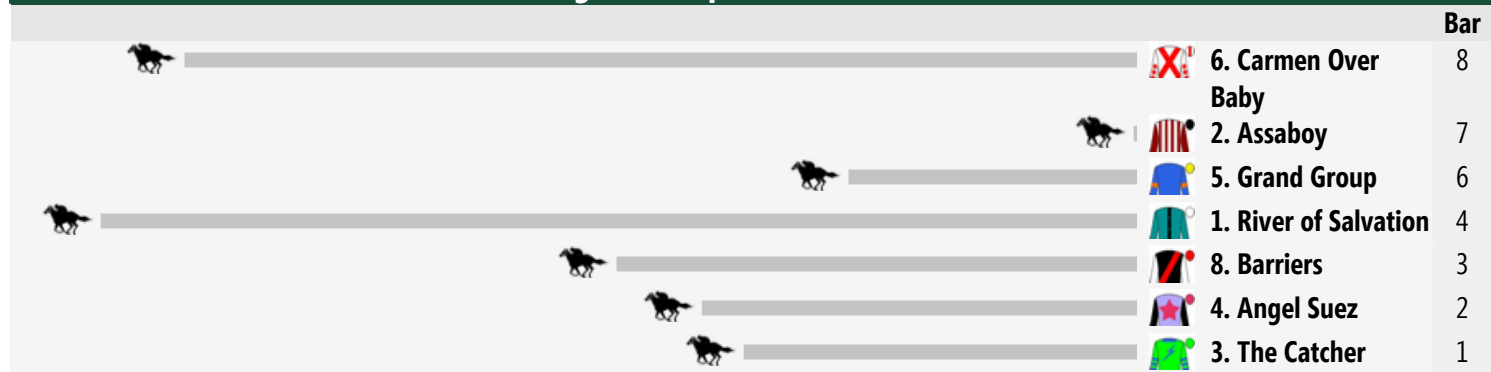 Bar
6. Carmen Over 8
Baby
2. Assaboy 7
5. Grand Group 6
1. River of Salvation 4
8. Barriers 3
4. Angel Suez 2
3. The Catcher 1